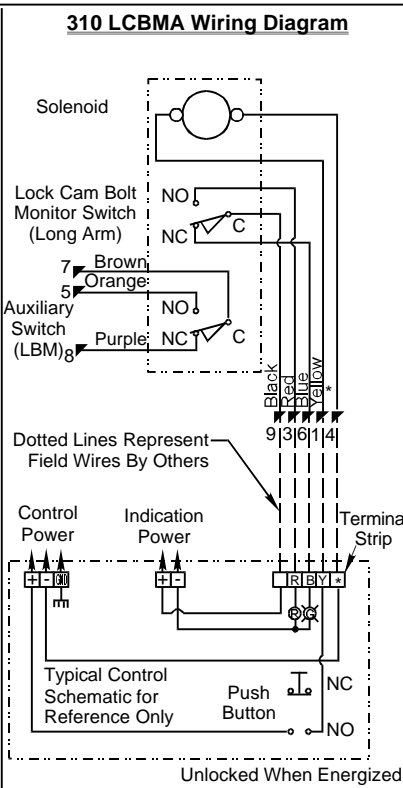 310 LCBMA Wiring Diagram
Solenoid
Lock Cam Bolt
Monitor Switch
(Long Arm)
NO
NC
C
7 Brown
5 Orange
Auxiliary
Switch
(LBM)
8 Purple
NO
NC
C
Black
Red
Blue
Yellow
*
9 3 6 1 4
Dotted Lines Represent
Field Wires By Others
Control
Power
Indication
Power
Termina
Strip
+ - GND
+ -
R B Y *
R G
Typical Control
Schematic for
Reference Only
Push
Button
NC
NO
Unlocked When Energized